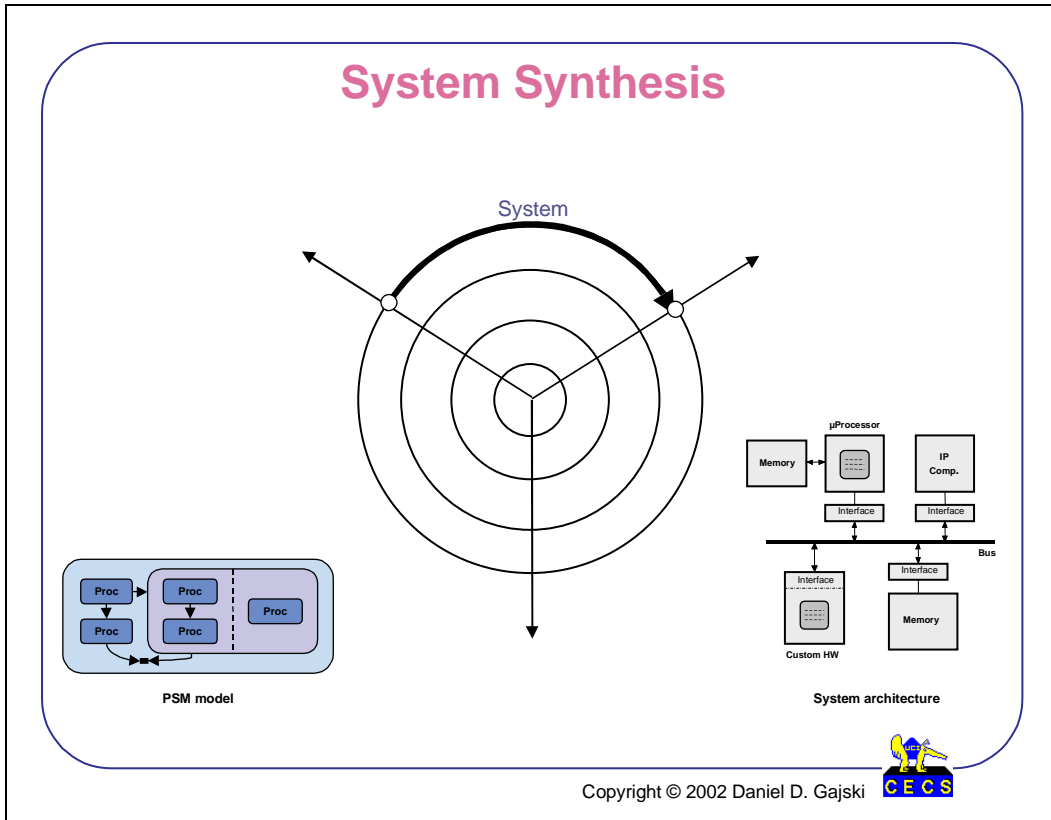 System Synthesis
System
µProcessor
Memory
IP
Comp.
Interface
Interface
Bus
Interface
Interface
Memory
Custom HW
Proc
Proc
Proc
Proc
Proc
PSM model
System architecture
UCI
CECS
Copyright © 2002 Daniel D. Gajski